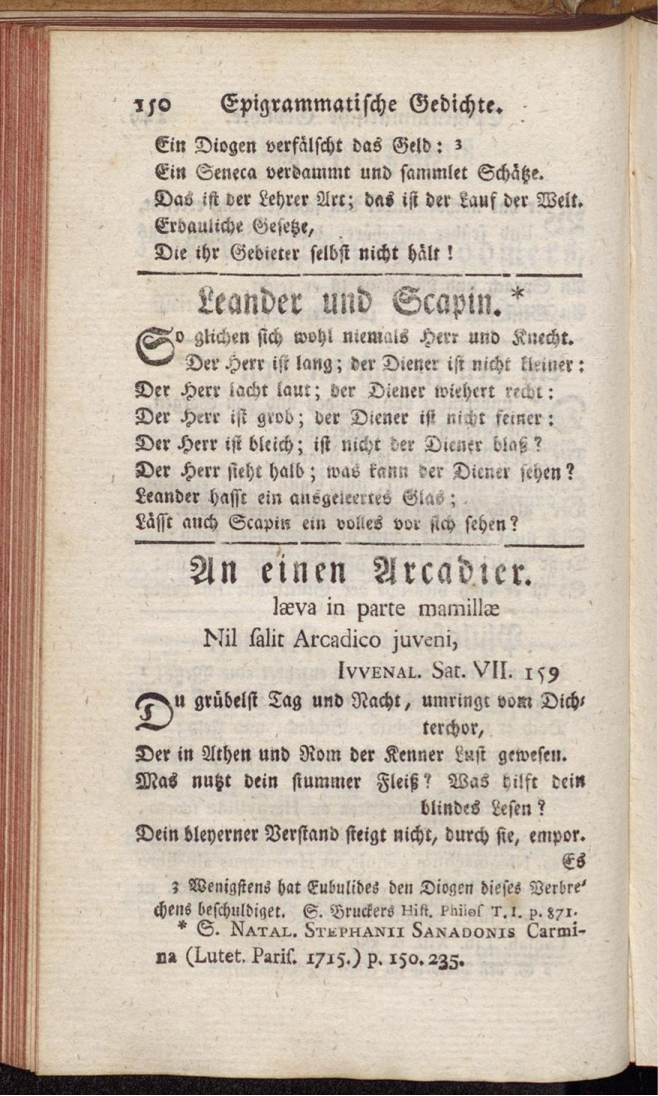 150 Epigrammatische Gedichte.
Ein Diogen verfälscht das Geld: 3
Ein Seneca verdammt und sammlet Schätze.
Das ist der Lehrer Art; das ist der Lauf der Welt.
Erbauliche Gesetze,
Die ihr Gebieter selbst nicht hält!
Leander und Scapin. *
So glichen sich wohl niemals Herr und Knecht.
Der Herr ist lang; der Diener ist nicht kleiner:
Der Herr lacht laut; der Diener wiehert recht:
Der Herr ist grob; der Diener ist nicht feiner:
Der Herr ist bleich; ist nicht der Diener blaß?
Der Herr sieht halb; was kann der Diener sehen?
Leander hasst ein ausgeleertes Glas;
Lässt auch Scapin ein volles vor sich sehen?
An einen Arcadier.
læva in parte mamillæ
Nil salit Arcadico juveni,
IVVENAL. Sat. VII. 159
Du grübelst Tag und Nacht, umringt vom Dich-
terchor,
Der in Athen und Rom der Kenner Lust gewesen.
Was nutzt dein stummer Fleiß? Was hilft dein
blindes Lesen?
Dein bleyerner Verstand steigt nicht, durch sie, empor.
Es
3 Wenigstens hat Eubulides den Diogen dieses Verbre-
chens beschuldiget. S. Bruckers Hist. Philos T. I. p. 871.
* S. NATAL. STEPHANII SANADONIS Carmi-
na (Lutet. Paris. 1715.) p. 150. 235.